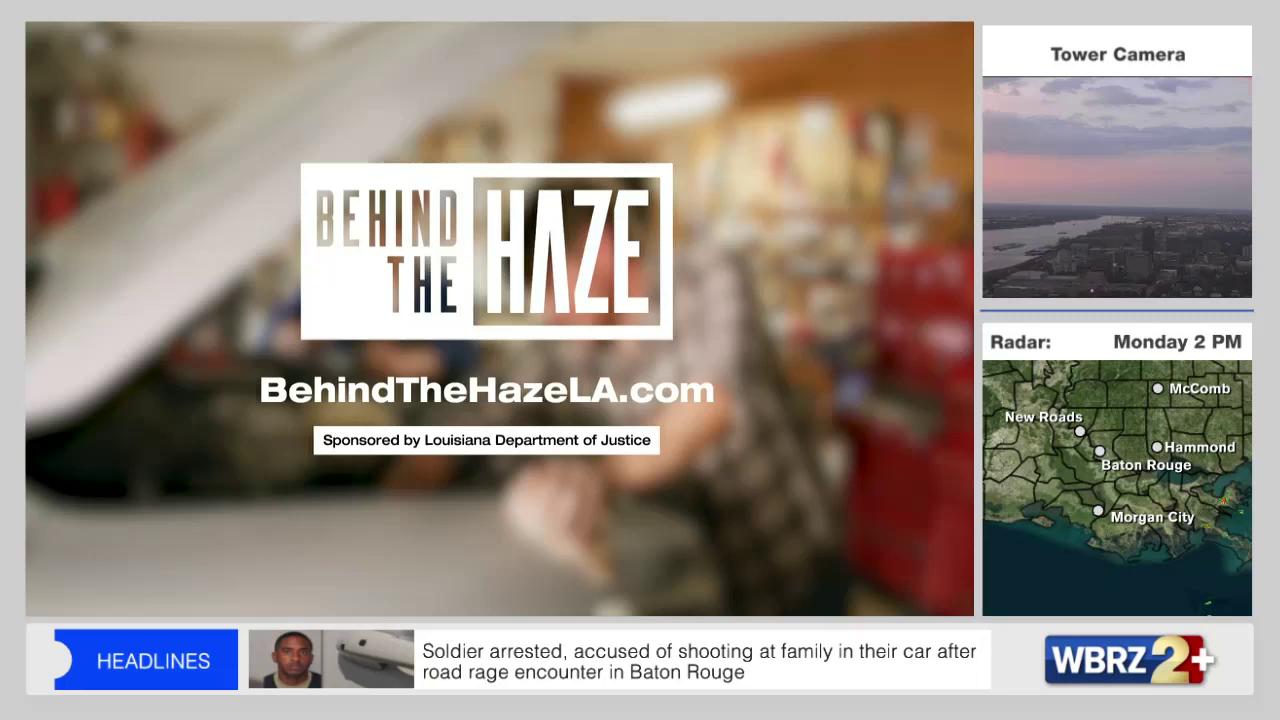 BEHIND
THE
HAZE
BehindTheHazeLA.com
Sponsored by Louisiana Department of Justice
Tower Camera
Radar: Monday 2 PM
McComb
New Roads
Hammond
Baton Rouge
Morgan City
HEADLINES
Soldier arrested, accused of shooting at family in their car after
road rage encounter in Baton Rouge
WBRZ 2+